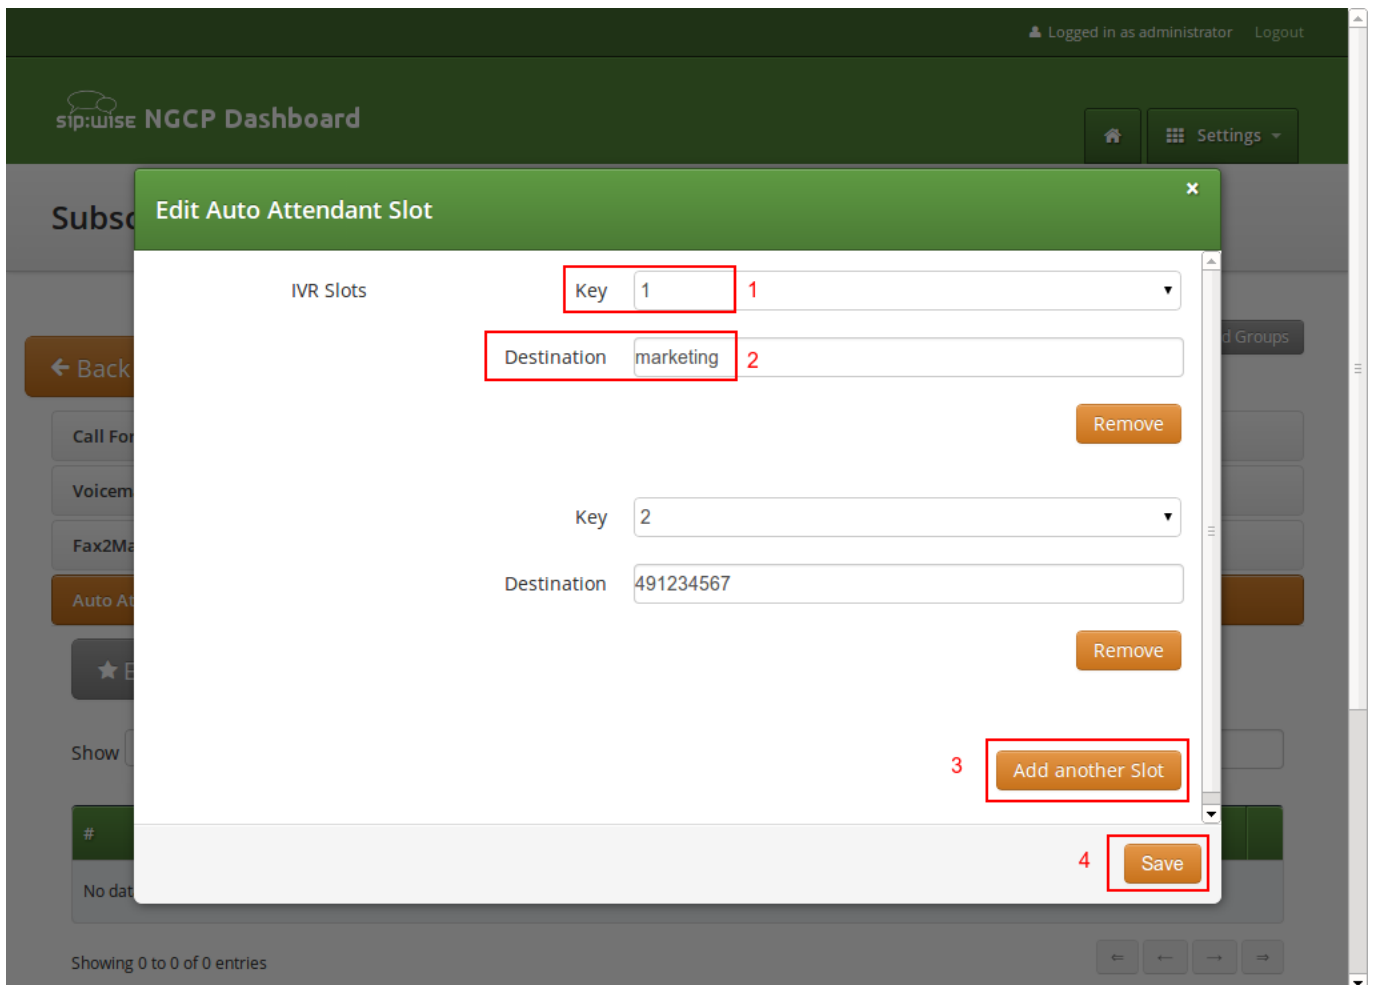 Logged in as administrator Logout
sip:wise NGCP Dashboard
Settings
Subsc
Edit Auto Attendant Slot
×
IVR Slots Key 1 1
Destination marketing 2
d Groups
Back
Remove
Call For
Voicema
Key 2
Fax2Ma
Destination 491234567
Auto At
Remove
E
Show
3 Add another Slot
#
4 Save
No dat
Showing 0 to 0 of 0 entries
⇐ ← → ⇒